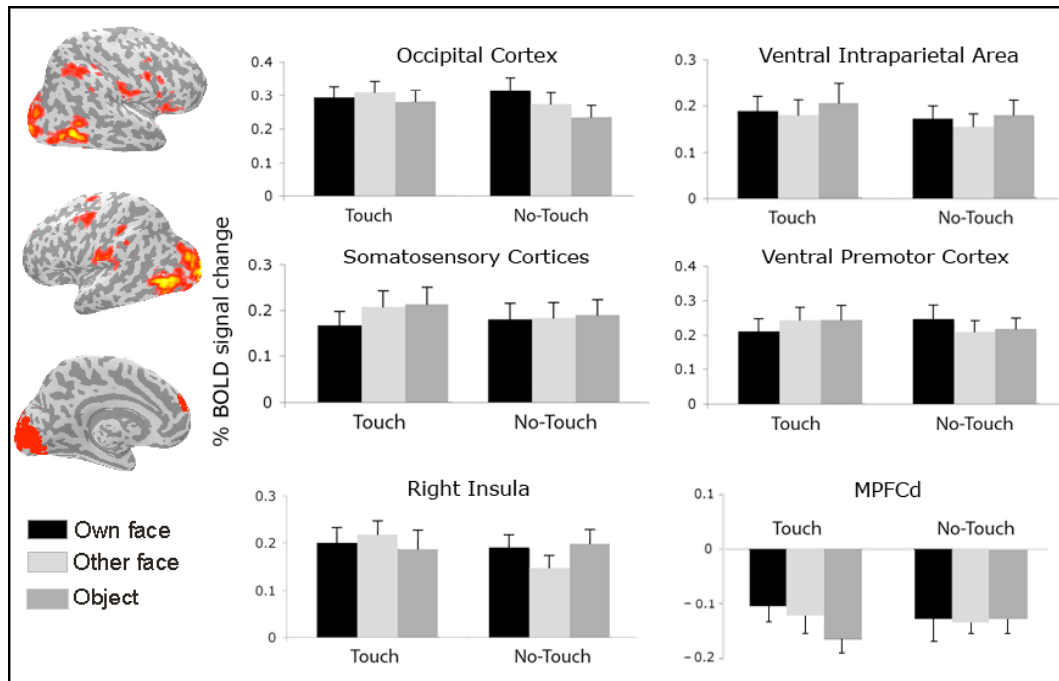 Occipital Cortex
0.4
0.3
0.2
0.1
0
Touch
No-Touch
Ventral Intraparietal Area
0.3
0.2
0.1
0
Touch
No-Touch
% BOLD signal change
Somatosensory Cortices
0.3
0.2
0.1
0
Touch
No-Touch
Ventral Premotor Cortex
0.4
0.3
0.2
0.1
0
Touch
No-Touch
Right Insula
0.3
0.2
0.1
0
Touch
No-Touch
MPFCd
0.1
0
− 0.1
− 0.2
Touch
No-Touch
Own face
Other face
Object